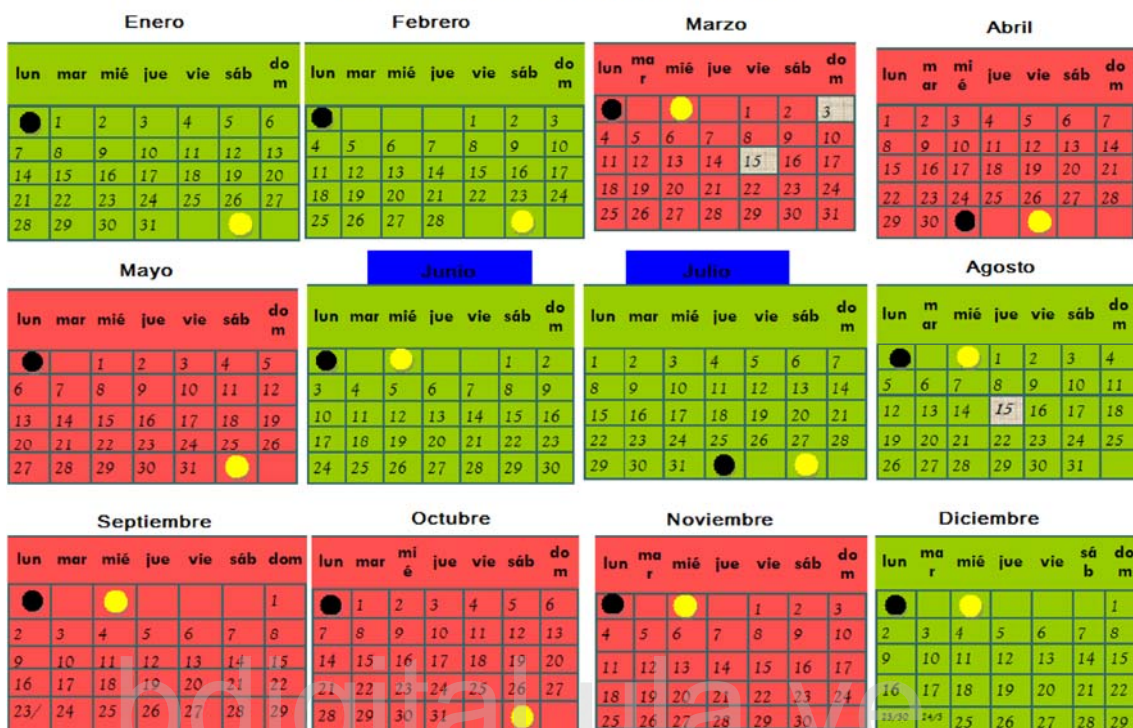 Enero Febrero Marzo Abril
lun mar mié jue vie sáb do m lun mar mié jue vie sáb do m lun ma r mié jue vie sáb do m lun m ar mi é jue vie sáb do m
1 2 3 4 5 6 1 2 3 1 2 3 1 2 3 4 5 6 7
7 8 9 10 11 12 13 4 5 6 7 8 9 10 4 5 6 7 8 9 10 8 9 10 11 12 13 14
14 15 16 17 18 19 20 11 12 13 14 15 16 17 11 12 13 14 15 16 17 15 16 17 18 19 20 21
21 22 23 24 25 26 27 18 19 20 21 22 23 24 18 19 20 21 22 23 24 22 23 24 25 26 27 28
28 29 30 31 25 26 27 28 25 26 27 28 29 30 31 29 30
Mayo Junio Julio Agosto
lun mar mié jue vie sáb do m lun mar mié jue vie sáb do m lun mar mié jue vie sáb do m lun m ar mié jue vie sáb do m
1 2 3 4 5 1 2 1 2 3 4 5 6 7 1 2 3 4
6 7 8 9 10 11 12 3 4 5 6 7 8 9 8 9 10 11 12 13 14 5 6 7 8 9 10 11
13 14 15 16 17 18 19 10 11 12 13 14 15 16 15 16 17 18 19 20 21 12 13 14 15 16 17 18
20 21 22 23 24 25 26 17 18 19 20 21 22 23 22 23 24 25 26 27 28 19 20 21 22 23 24 25
27 28 29 30 31 24 25 26 27 28 29 30 29 30 31 26 27 28 29 30 31
Septiembre Octubre Noviembre Diciembre
lun mar mié jue vie sáb dom lun mar mi é jue vie sáb do m lun ma r mié jue vie sáb do m lun ma r mié jue vie sá b do m
1 1 2 3 4 5 6 1 2 3 1
2 3 4 5 6 7 8 7 8 9 10 11 12 13 4 5 6 7 8 9 10 2 3 4 5 6 7 8
9 10 11 12 13 14 15 14 15 16 17 18 19 20 11 12 13 14 15 16 17 9 10 11 12 13 14 15
16 17 18 19 20 21 22 21 22 23 24 25 26 27 18 19 20 21 22 23 24 16 17 18 19 20 21 22
23/ 24 25 26 27 28 29 28 29 30 31 25 26 27 28 29 30 23/30 24/3 25 26 27 28 29